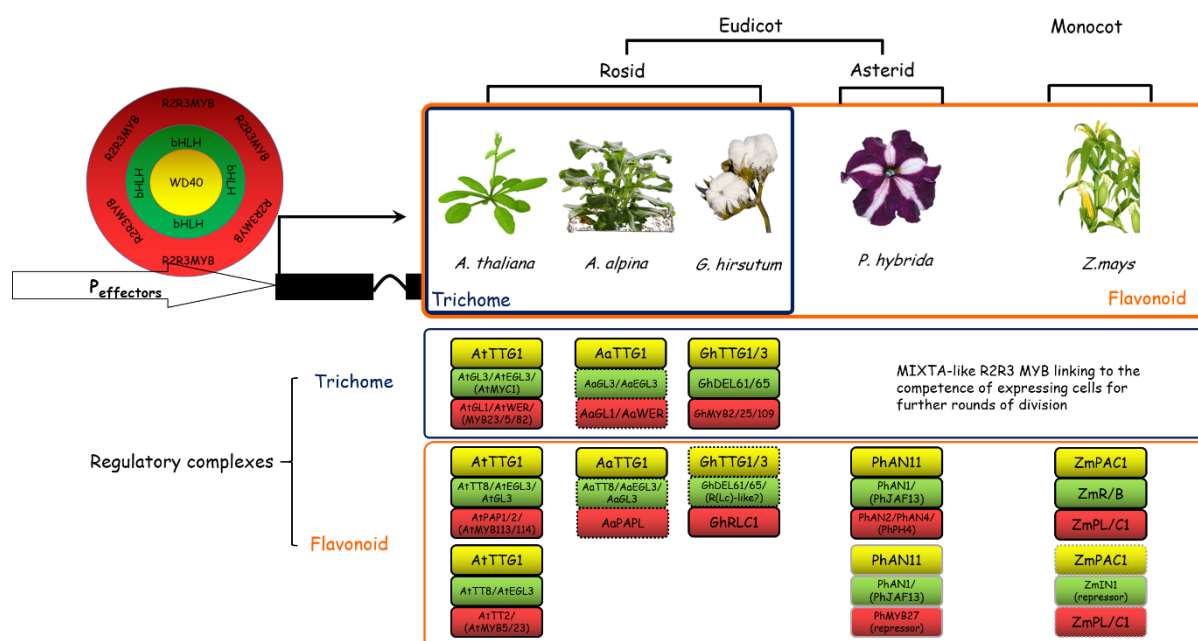 Eudicot
Monocot
Rosid
Asterid
R2R3MYB
R2R3MYB
R2R3MYB
bHLH
bHLH
WD40
bHLH
bHLH
R2R3MYB
R2R3MYB
R2R3MYB
Peffectors
A. thaliana
A. alpina
G. hirsutum
P. hybrida
Z.mays
Trichome
Flavonoid
Regulatory complexes
Trichome
AtTTG1
AtGL3/AtEGL3/
(AtMYC1)
AtGL1/AtWER/
(MYB23/5/82)
AaTTG1
AaGL3/AaEGL3
AaGL1/AaWER
GhTTG1/3
GhDEL61/65
GhMYB2/25/109
MIXTA-like R2R3 MYB linking to the
competence of expressing cells for
further rounds of division
Flavonoid
AtTTG1
AtTT8/AtEGL3/
AtGL3
AtPAP1/2/
(AtMYB113/114)
AaTTG1
AaTT8/AaEGL3/
AaGL3
AaPAPL
GhTTG1/3
GhDEL61/65/
(R(Lc)-like?)
GhRLC1
PhAN11
PhAN1/
(PhJAF13)
PhAN2/PhAN4/
(PhPH4)
ZmPAC1
ZmR/B
ZmPL/C1
AtTTG1
AtTT8/AtEGL3
AtTT2/
(AtMYB5/23)
PhAN11
PhAN1/
(PhJAF13)
PhMYB27
(repressor)
ZmPAC1
ZmIN1
(repressor)
ZmPL/C1